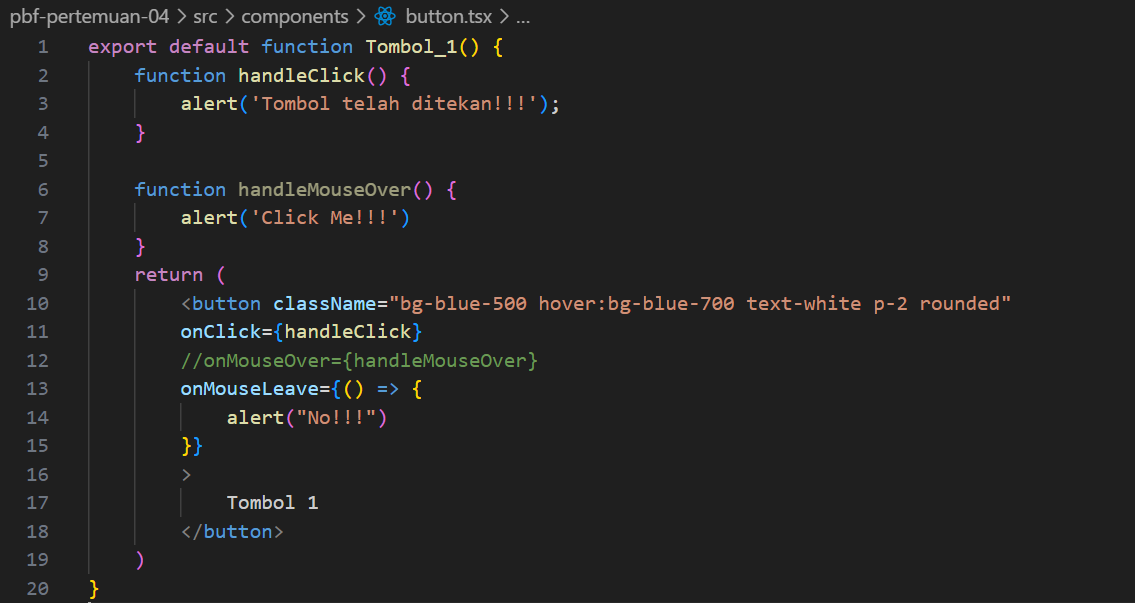 pbf-pertemuan-04 > src > components > button.tsx > ...
1 export default function Tombol_1() {
2     function handleClick() {
3         alert('Tombol telah ditekan!!!');
4     }
5
6     function handleMouseOver() {
7         alert('Click Me!!!')
8     }
9     return (
10         <button className="bg-blue-500 hover:bg-blue-700 text-white p-2 rounded"
11         onClick={handleClick}
12         //onMouseOver={handleMouseOver}
13         onMouseLeave={() => {
14             alert("No!!!")
15         }}
16         >
17             Tombol 1
18         </button>
19     )
20 }